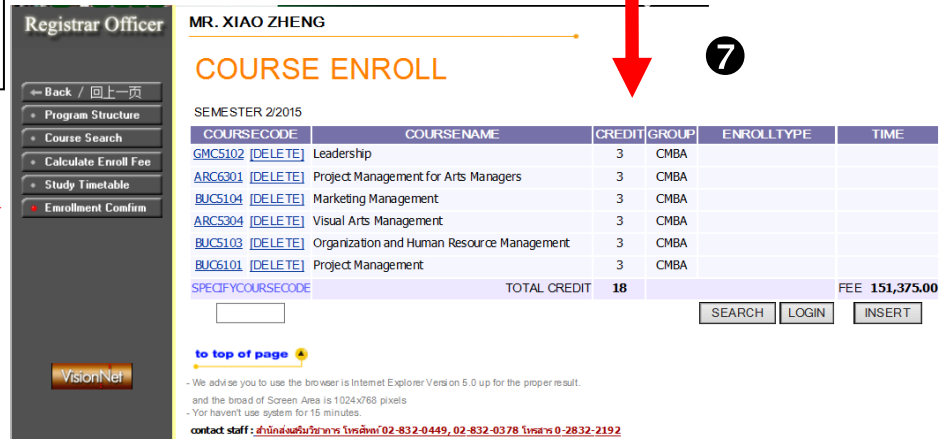 Registrar Officer
MR. XIAO ZHENG
❼
COURSE ENROLL
←Back / 回上一页
Program Structure
Course Search
Calculate Enroll Fee
Study Timetable
Emrollment Comfirm
SEMESTER 2/2015
COURSECODE COURSENAME CREDIT GROUP ENROLLTYPE TIME
GMC5102 [DELETE] Leadership 3 CMBA
ARC6301 [DELETE] Project Management for Arts Managers 3 CMBA
BUC5104 [DELETE] Marketing Management 3 CMBA
ARC5304 [DELETE] Visual Arts Management 3 CMBA
BUC5103 [DELETE] Organization and Human Resource Management 3 CMBA
BUC6101 [DELETE] Project Management 3 CMBA
SPECIFYCOURSECODE TOTAL CREDIT 18 FEE 151,375.00
SEARCH LOGIN INSERT
to top of page
VisionNet
- We advise you to use the browser is Internet Explorer Version 5.0 up for the proper result.
and the broad of Screen Area is 1024x768 pixels
- Yor haven't use system for 15 minutes.
contact staff : สำนักส่งเสริมวิชาการ โทรศัพท์ 02-832-0449, 02-832-0378 โทรสาร 0-2832-2192